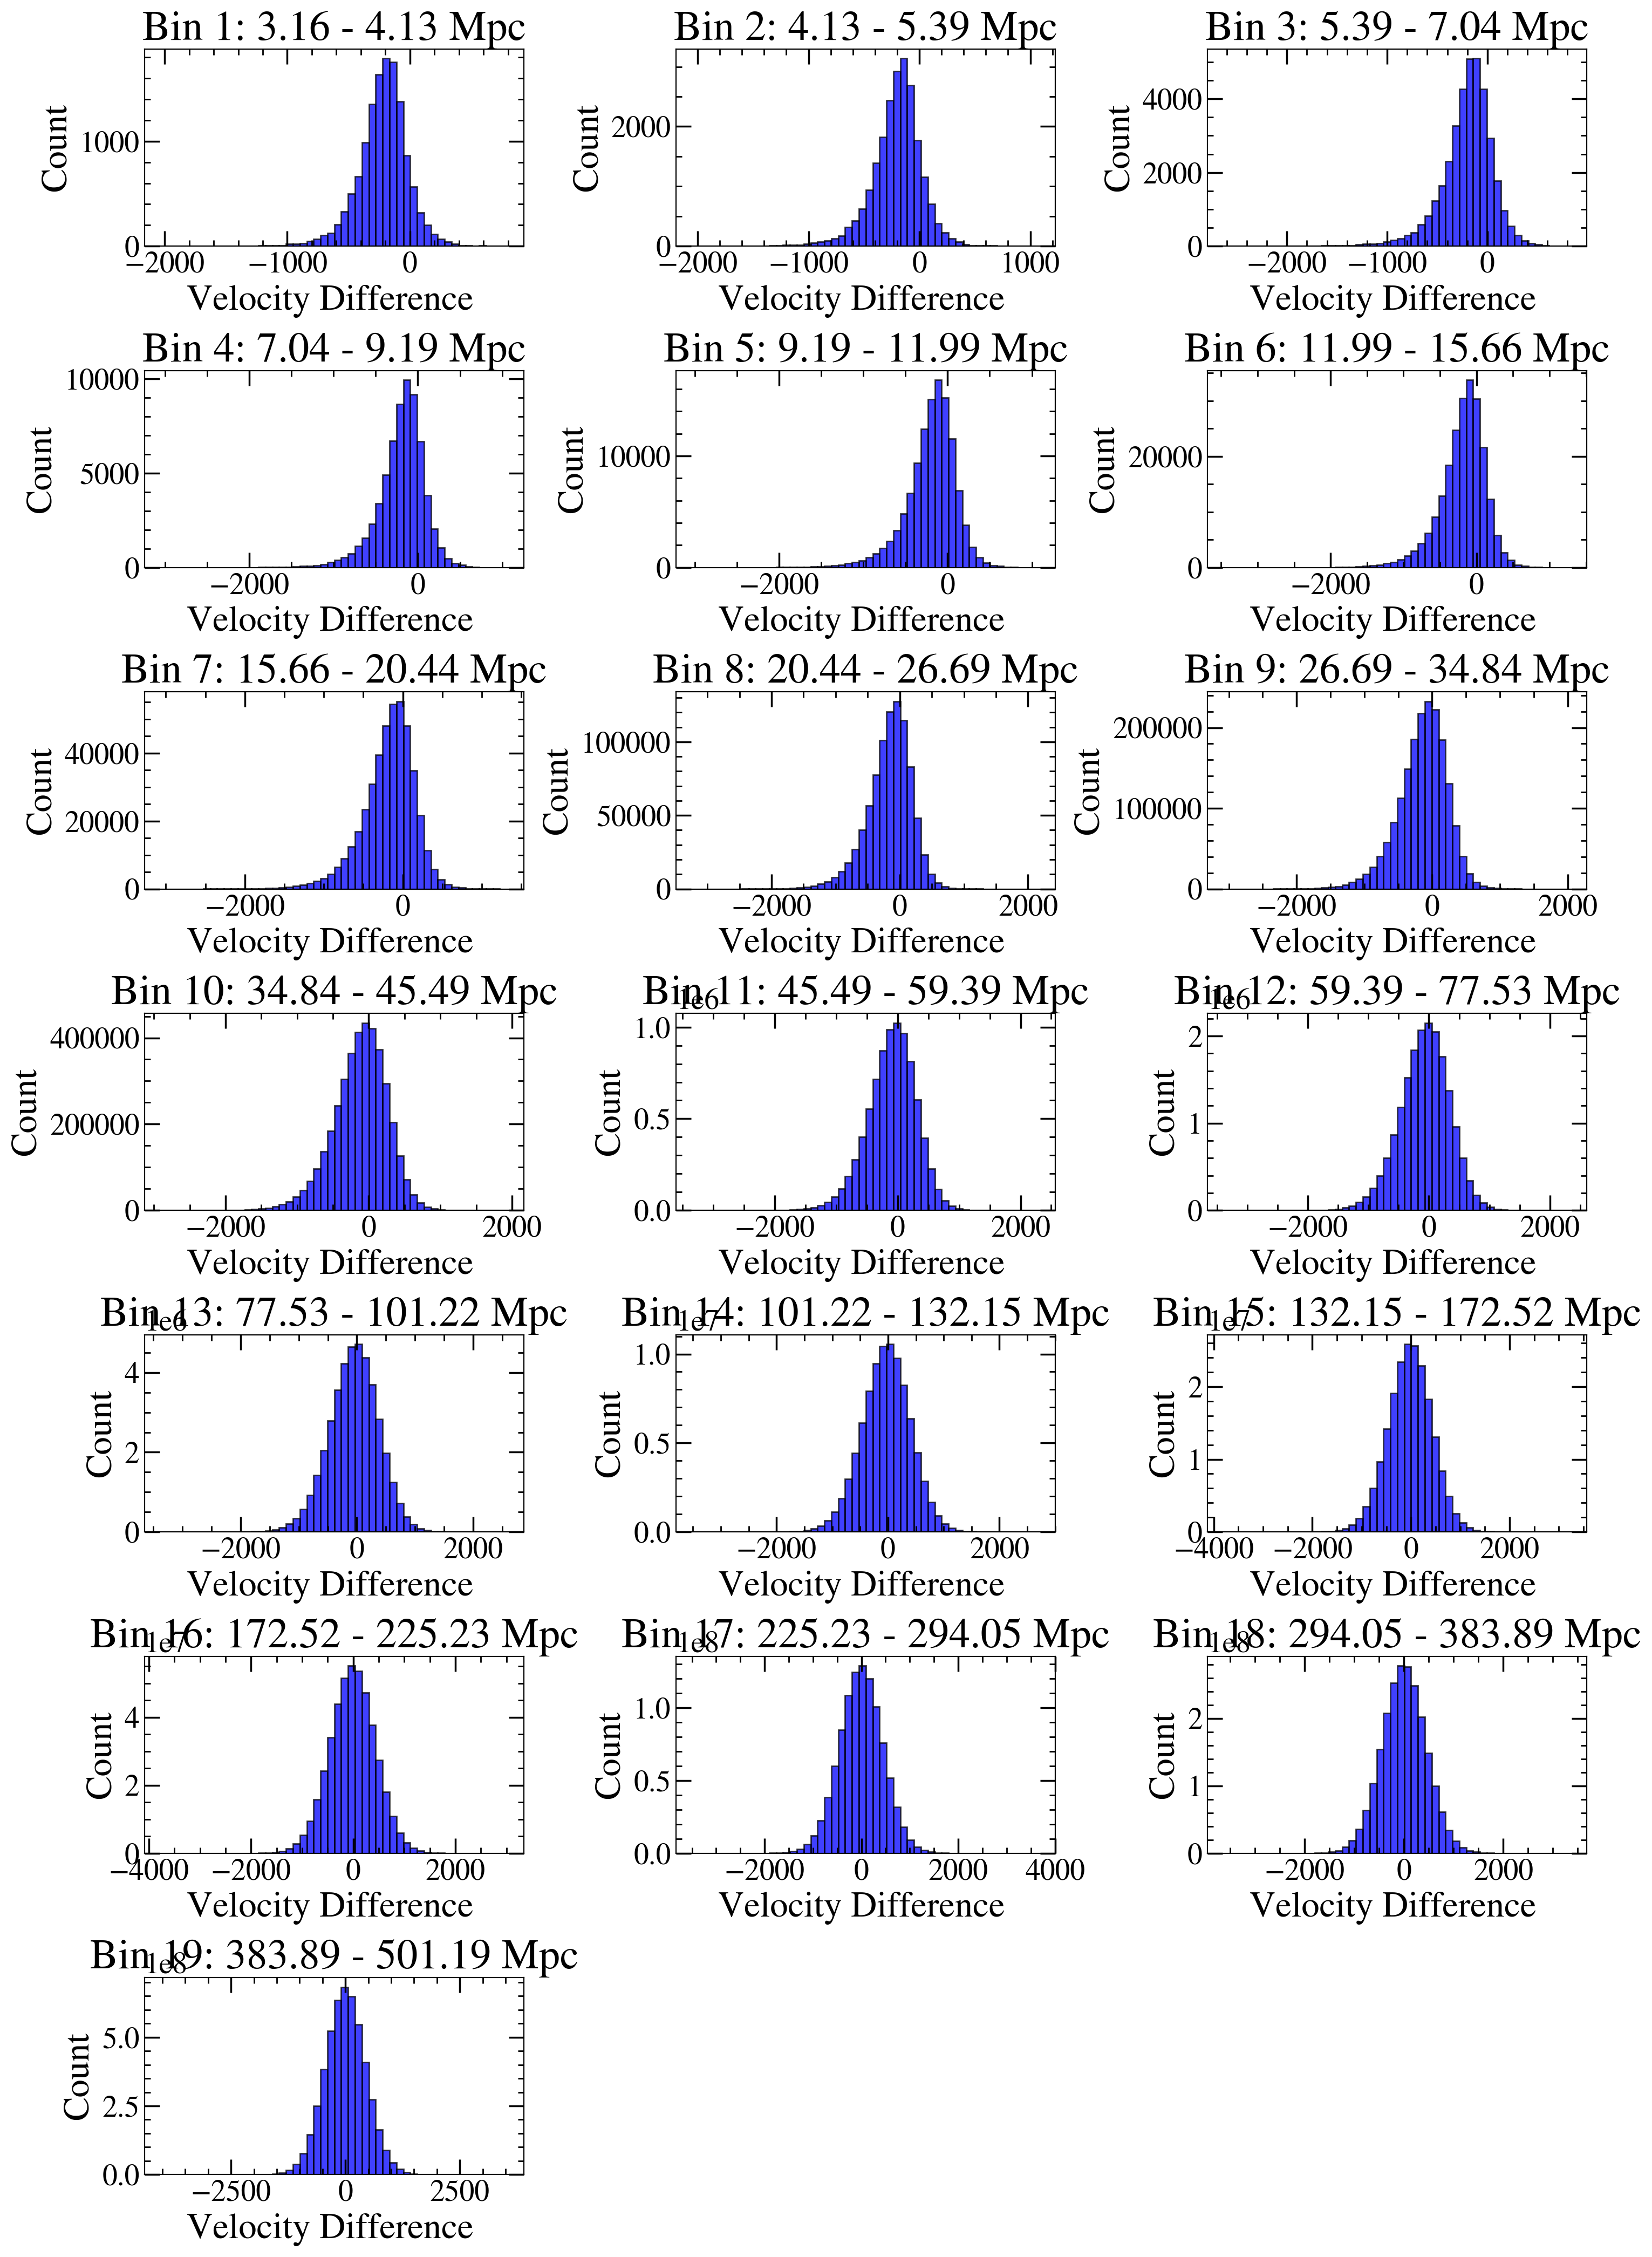 Bin 1: 3.16 - 4.13 Mpc
Count
1000
0
−2000 −1000 0
Velocity Difference
Bin 2: 4.13 - 5.39 Mpc
Count
2000
0
−2000 −1000 0 1000
Velocity Difference
Bin 3: 5.39 - 7.04 Mpc
Count
4000
2000
0
−2000 −1000 0
Velocity Difference
Bin 4: 7.04 - 9.19 Mpc
Count
10000
5000
0
−2000 0
Velocity Difference
Bin 5: 9.19 - 11.99 Mpc
Count
10000
0
−2000 0
Velocity Difference
Bin 6: 11.99 - 15.66 Mpc
Count
20000
0
−2000 0
Velocity Difference
Bin 7: 15.66 - 20.44 Mpc
Count
40000
20000
0
−2000 0
Velocity Difference
Bin 8: 20.44 - 26.69 Mpc
Count
100000
50000
0
−2000 0 2000
Velocity Difference
Bin 9: 26.69 - 34.84 Mpc
Count
200000
100000
0
−2000 0 2000
Velocity Difference
Bin 10: 34.84 - 45.49 Mpc
Count
400000
200000
0
−2000 0 2000
Velocity Difference
Bin 11: 45.49 - 59.39 Mpc
1e6
Count
1.0
0.5
0.0
−2000 0 2000
Velocity Difference
Bin 12: 59.39 - 77.53 Mpc
1e6
Count
2
1
0
−2000 0 2000
Velocity Difference
Bin 13: 77.53 - 101.22 Mpc
1e6
Count
4
2
0
−2000 0 2000
Velocity Difference
Bin 14: 101.22 - 132.15 Mpc
1e7
Count
1.0
0.5
0.0
−2000 0 2000
Velocity Difference
Bin 15: 132.15 - 172.52 Mpc
1e7
Count
2
1
0
−4000 −2000 0 2000
Velocity Difference
Bin 16: 172.52 - 225.23 Mpc
1e7
Count
4
2
0
−4000 −2000 0 2000
Velocity Difference
Bin 17: 225.23 - 294.05 Mpc
1e8
Count
1.0
0.5
0.0
−2000 0 2000 4000
Velocity Difference
Bin 18: 294.05 - 383.89 Mpc
1e8
Count
2
1
0
−2000 0 2000
Velocity Difference
Bin 19: 383.89 - 501.19 Mpc
1e8
Count
5.0
2.5
0.0
−2500 0 2500
Velocity Difference